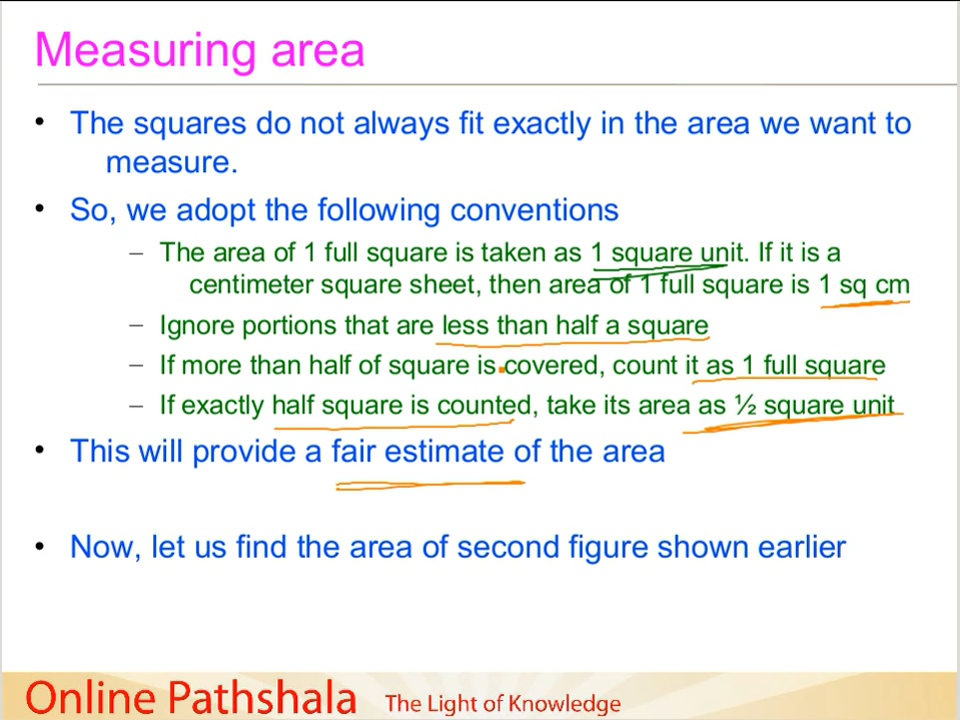 Measuring area
• The squares do not always fit exactly in the area we want to
measure.
• So, we adopt the following conventions
– The area of 1 full square is taken as 1 square unit. If it is a
centimeter square sheet, then area of 1 full square is 1 sq cm
– Ignore portions that are less than half a square
– If more than half of square is covered, count it as 1 full square
– If exactly half square is counted, take its area as ½ square unit
• This will provide a fair estimate of the area
• Now, let us find the area of second figure shown earlier
Online Pathshala The Light of Knowledge